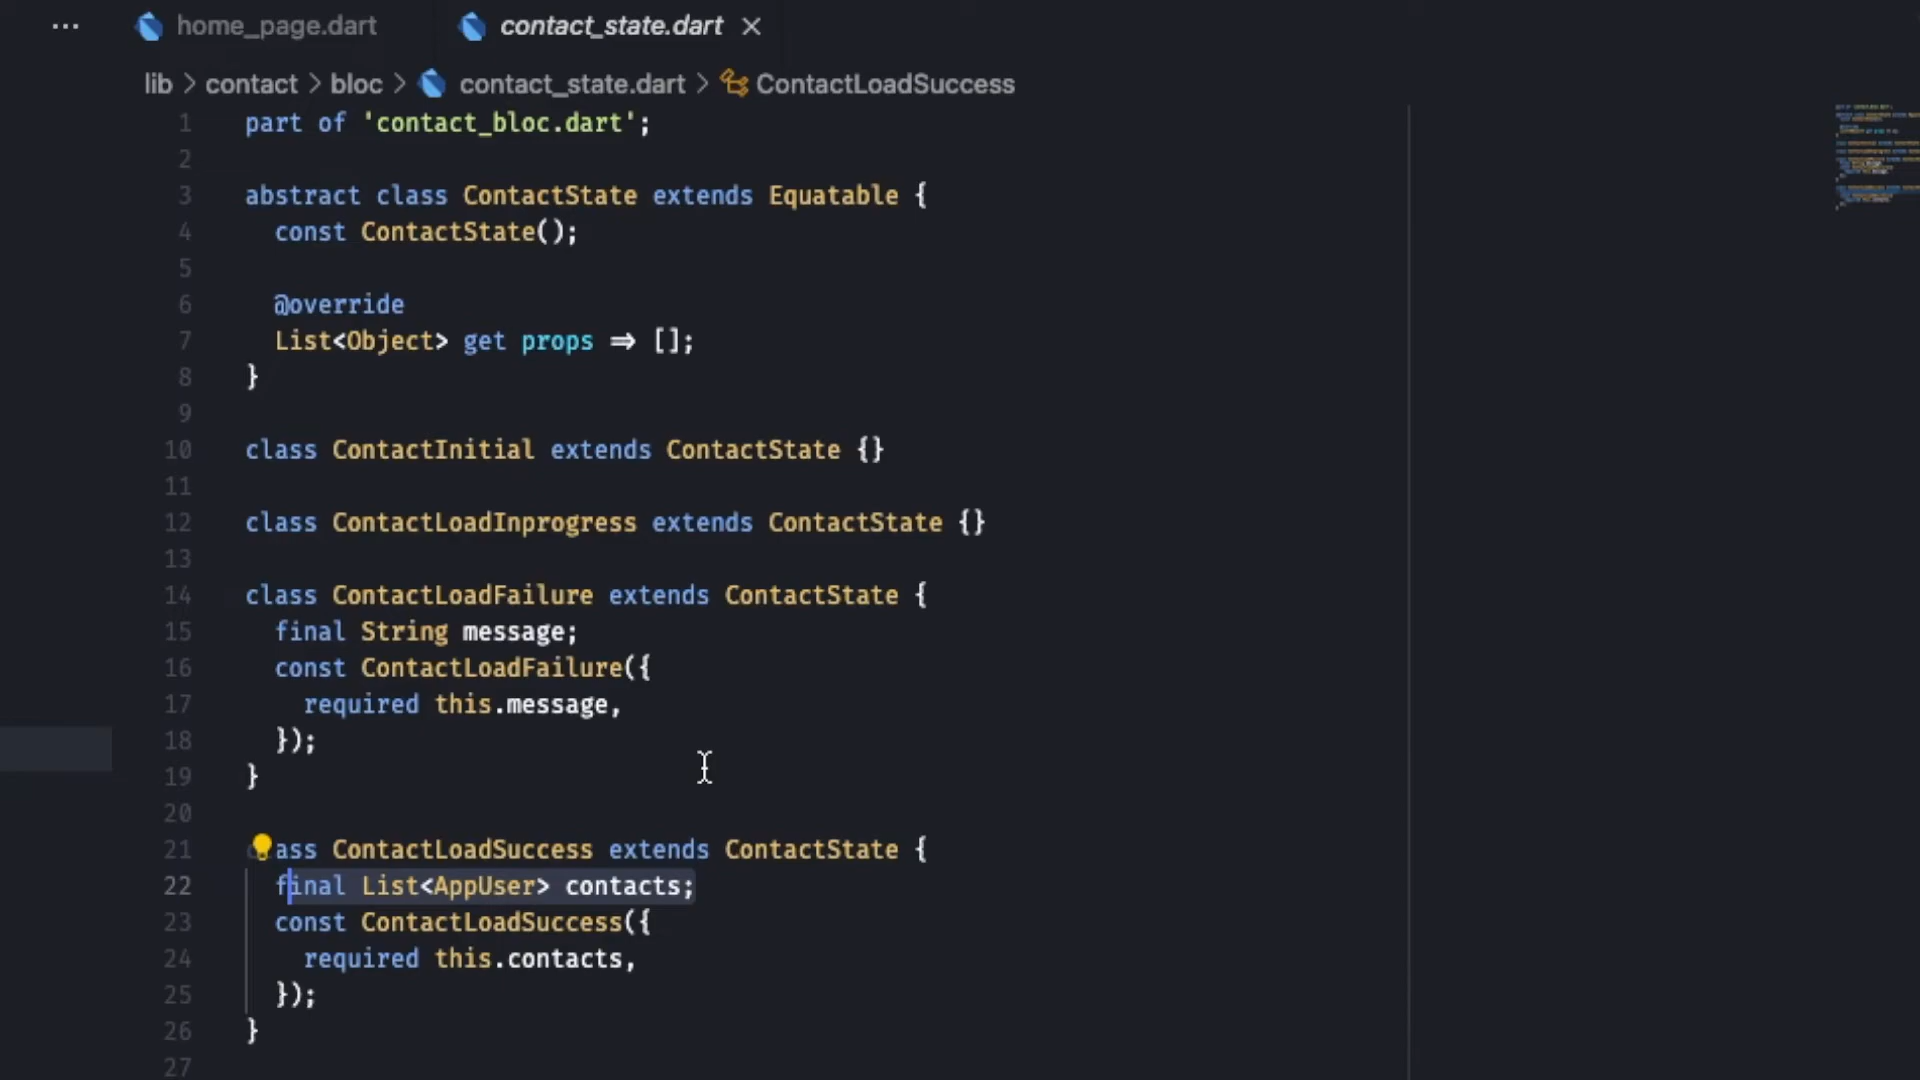 ··· home_page.dart contact_state.dart ×
lib > contact > bloc > contact_state.dart > ContactLoadSuccess
1 part of 'contact_bloc.dart';
2
3 abstract class ContactState extends Equatable {
4 const ContactState();
5
6 @override
7 List<Object> get props => [];
8 }
9
10 class ContactInitial extends ContactState {}
11
12 class ContactLoadInprogress extends ContactState {}
13
14 class ContactLoadFailure extends ContactState {
15 final String message;
16 const ContactLoadFailure({
17 required this.message,
18 });
19 }
20
21 ass ContactLoadSuccess extends ContactState {
22 final List<AppUser> contacts;
23 const ContactLoadSuccess({
24 required this.contacts,
25 });
26 }
27